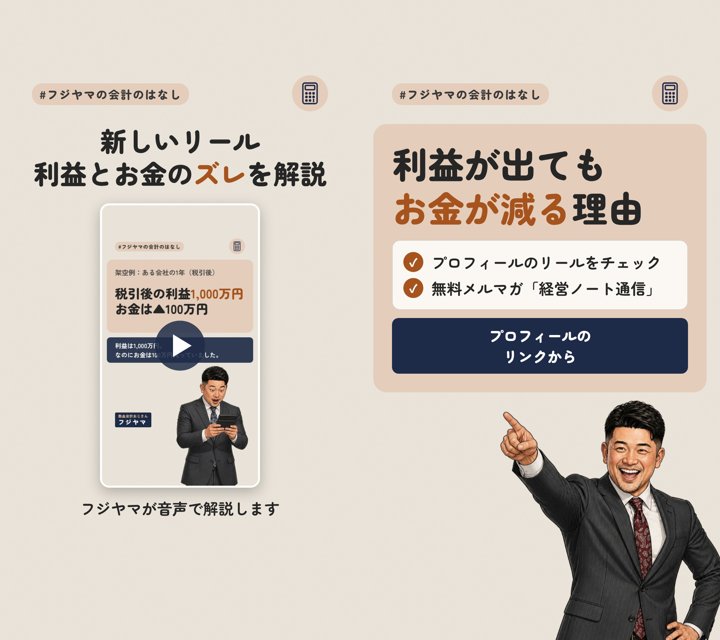 #フジヤマの会計のはなし
新しいリール
利益とお金のズレを解説
#フジヤマの会計のはなし
架空例：ある会社の1年（税引後）
税引後の利益1,000万円
お金は▲100万円
利益は1,000万円
なのにお金は
いました。
フジヤマ
フジヤマが音声で解説します
#フジヤマの会計のはなし
利益が出ても
お金が減る理由
プロフィールのリールをチェック
無料メルマガ「経営ノート通信」
プロフィールの
リンクから